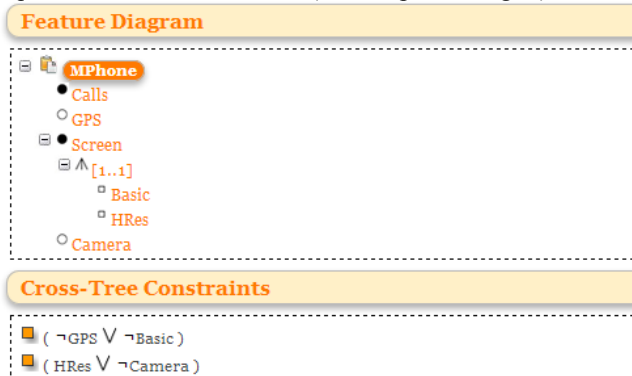 Feature Diagram
MPhone
Calls
GPS
Screen
[1..1]
Basic
HRes
Camera
Cross-Tree Constraints
( ¬GPS ⋁ ¬Basic )
( HRes ⋁ ¬Camera )